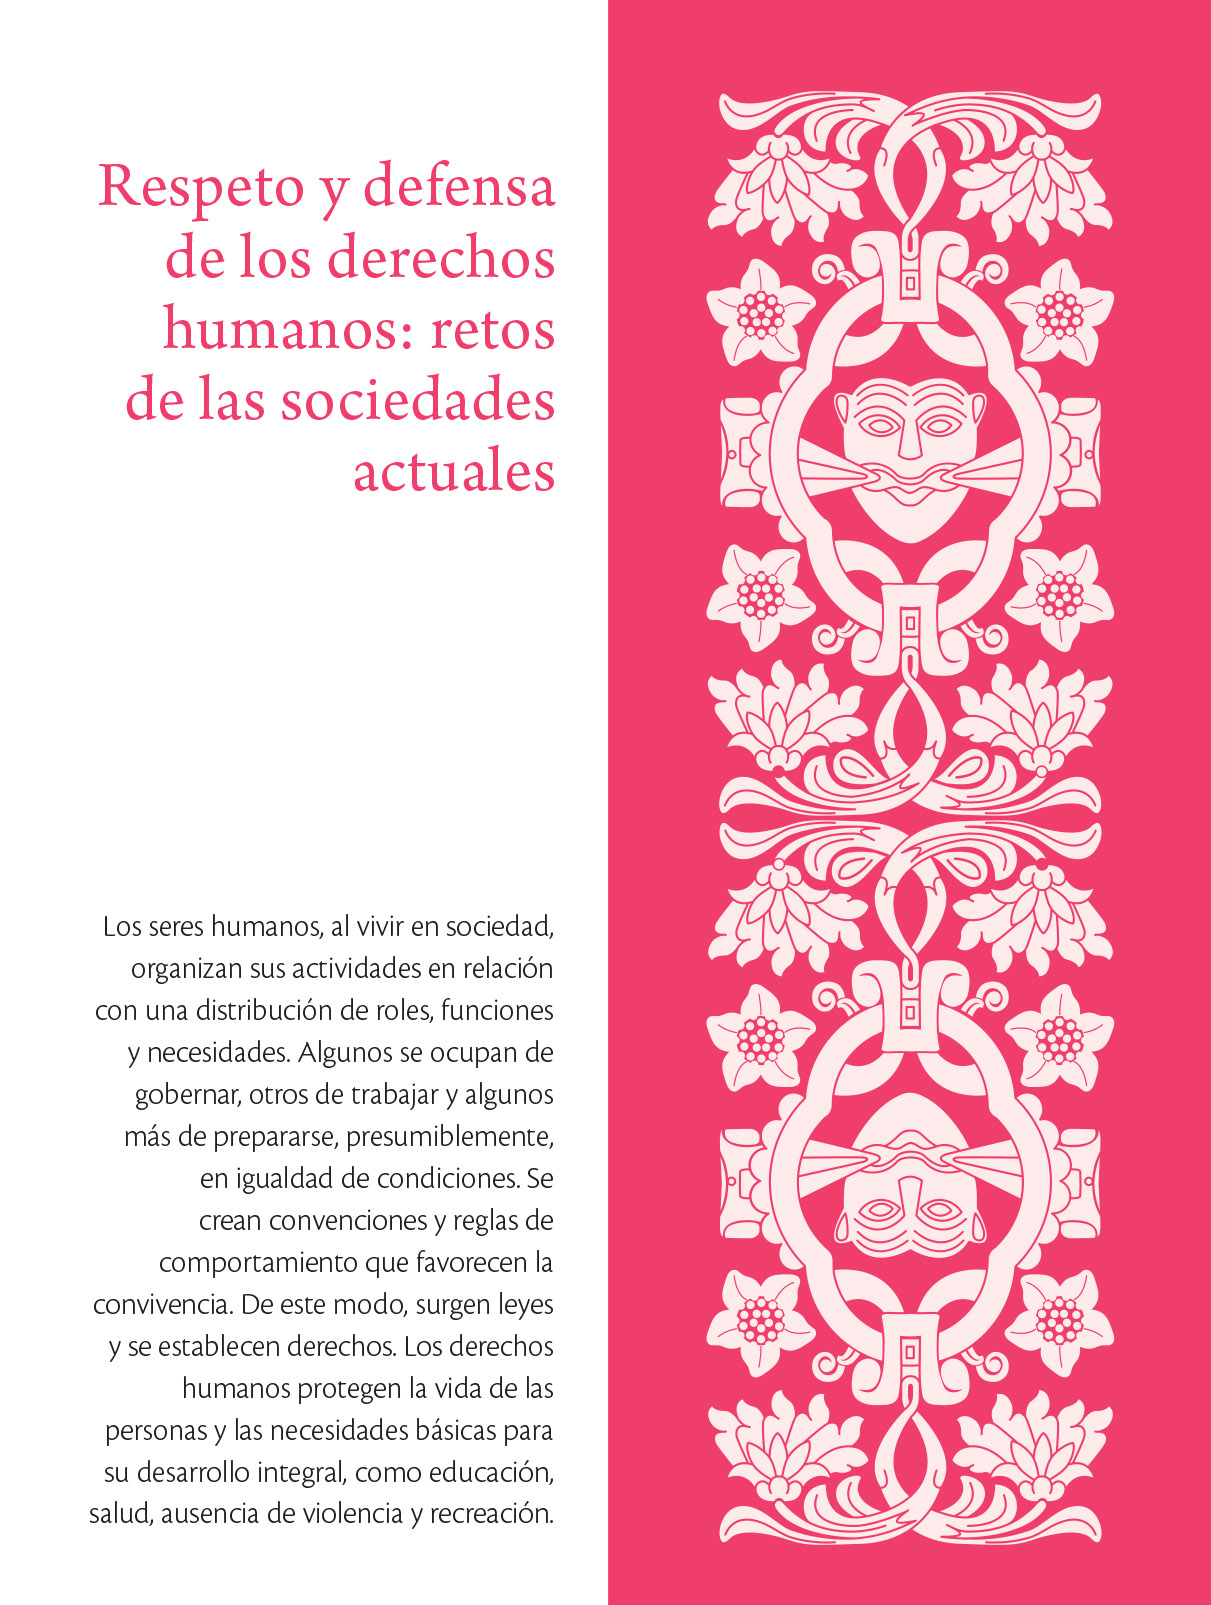 Respeto y defensa
de los derechos
humanos: retos
de las sociedades
actuales
Los seres humanos, al vivir en sociedad,
organizan sus actividades en relación
con una distribución de roles, funciones
y necesidades. Algunos se ocupan de
gobernar, otros de trabajar y algunos
más de prepararse, presumiblemente,
en igualdad de condiciones. Se
crean convenciones y reglas de
comportamiento que favorecen la
convivencia. De este modo, surgen leyes
y se establecen derechos. Los derechos
humanos protegen la vida de las
personas y las necesidades básicas para
su desarrollo integral, como educación,
salud, ausencia de violencia y recreación.